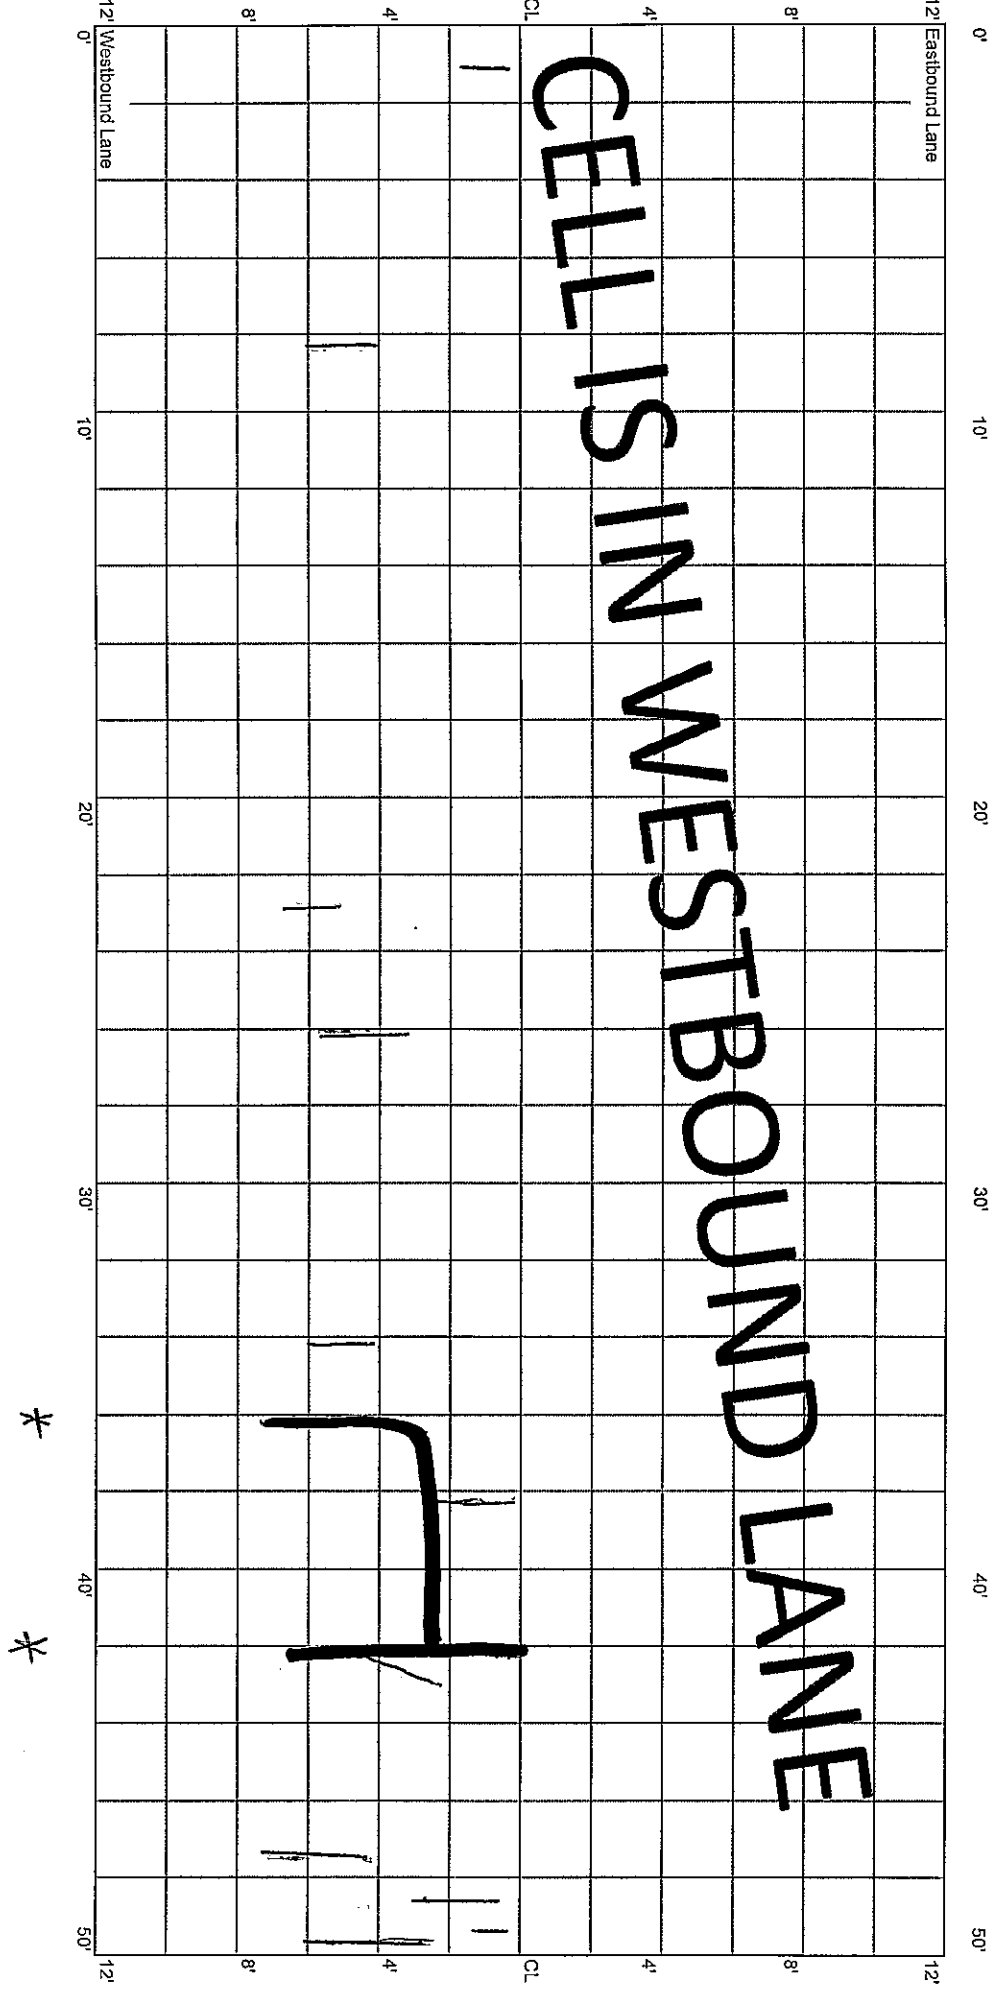 0' 10' 20' 30' 40' 50'
12' Eastbound Lane 12'
8' 8'
4' 4'
CELL IS IN WESTBOUND LANE
CL CL
4' 4'
8' 8'
12' Westbound Lane 12'
0' 10' 20' 30' 40' 50'
* *